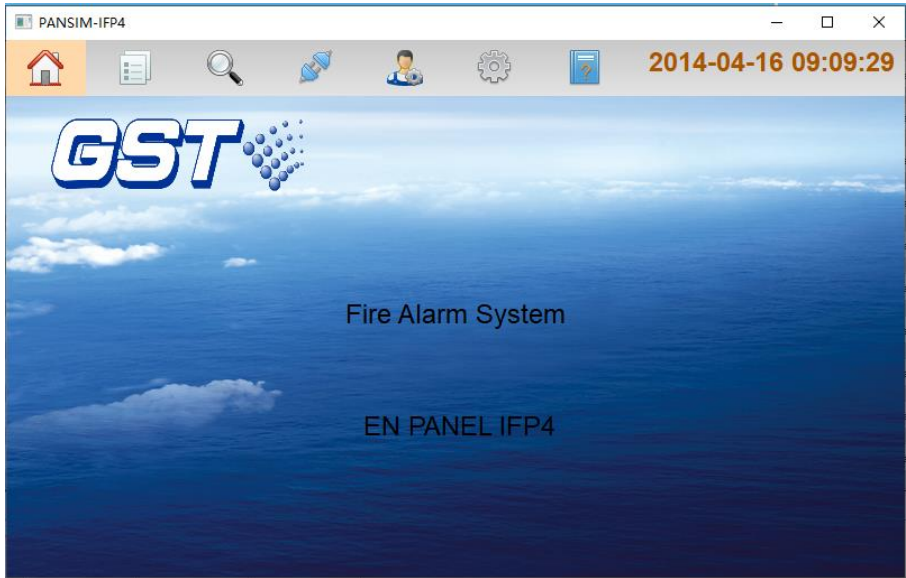 PANSIM-IFP4
2014-04-16 09:09:29
GST
Fire Alarm System
EN PANEL IFP4